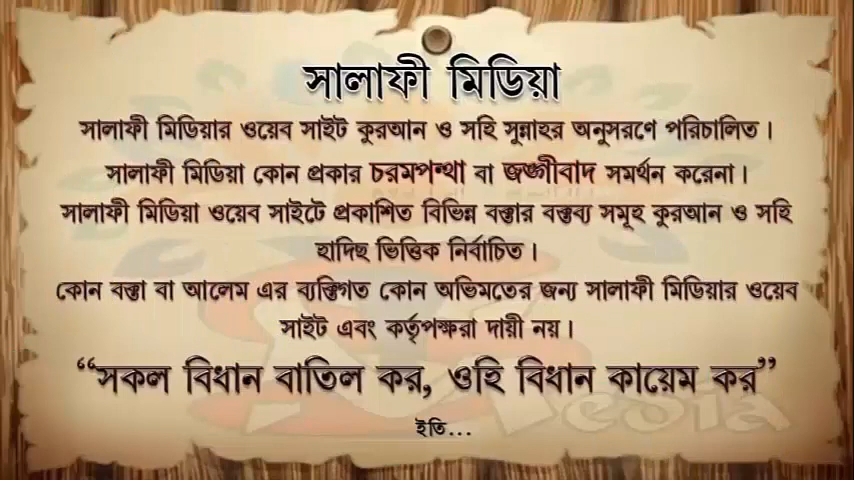 সালাফী মিডিয়া
সালাফী মিডিয়ার ওয়েব সাইট কুরআন ও সহি সুন্নাহর অনুসরণে পরিচালিত।
সালাফী মিডিয়া কোন প্রকার চরমপন্থা বা জঙ্গীবাদ সমর্থন করেনা।
সালাফী মিডিয়া ওয়েব সাইটে প্রকাশিত বিভিন্ন বক্তার বক্তব্য সমূহ কুরআন ও সহি
হাদিছ ভিত্তিক নির্বাচিত।
কোন বক্তা বা আলেম এর ব্যক্তিগত কোন অভিমতের জন্য সালাফী মিডিয়ার ওয়েব
সাইট এবং কর্তৃপক্ষরা দায়ী নয়।
“সকল বিধান বাতিল কর, ওহি বিধান কায়েম কর”
ইতি...